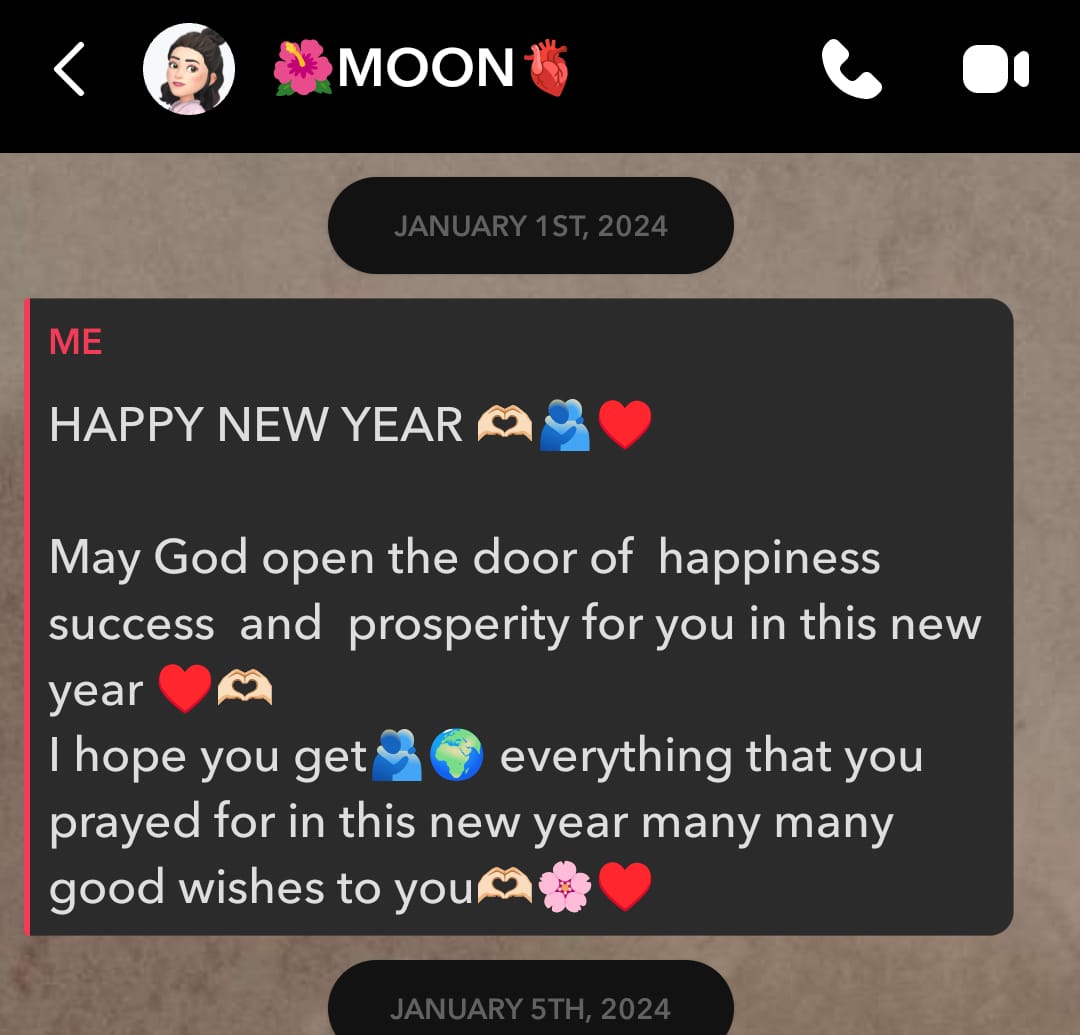 🌺MOON🫀
JANUARY 1ST, 2024
ME
HAPPY NEW YEAR 🫶🏻🫂♥️
May God open the door of  happiness
success  and  prosperity for you in this new
year ♥️🫶🏻
I hope you get🫂🌍 everything that you
prayed for in this new year many many
good wishes to you🫶🏻🌸♥️
JANUARY 5TH, 2024